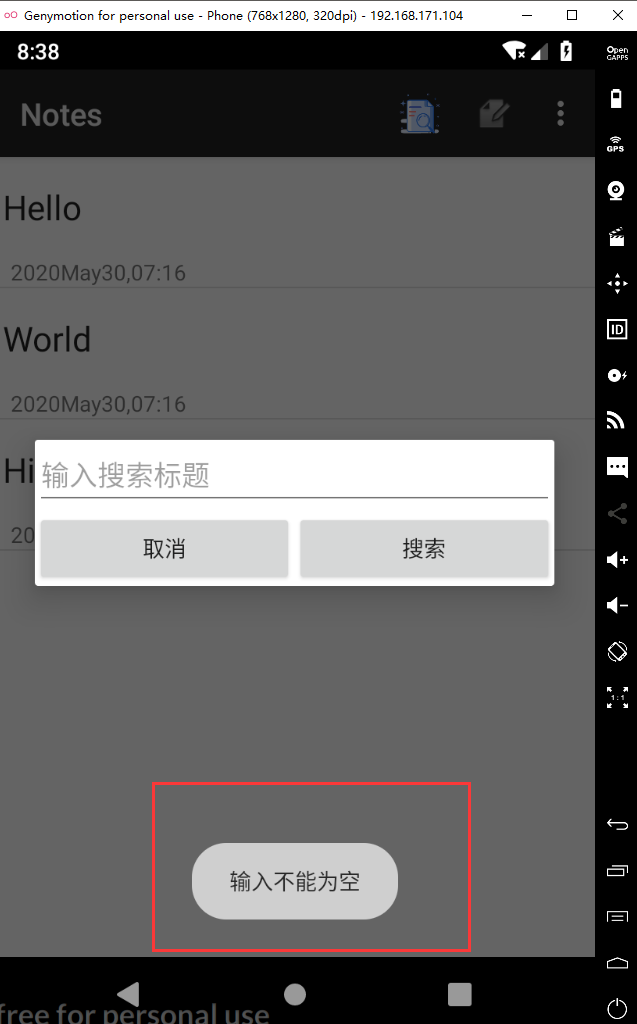 Genymotion for personal use - Phone (768x1280, 320dpi) - 192.168.171.104
8:38
Open
GAPPS
Notes
GPS
Hello
2020May30,07:16
ID
World
2020May30,07:16
Hi
输入搜索标题
20
取消
搜索
1:1
输入不能为空
free for personal use